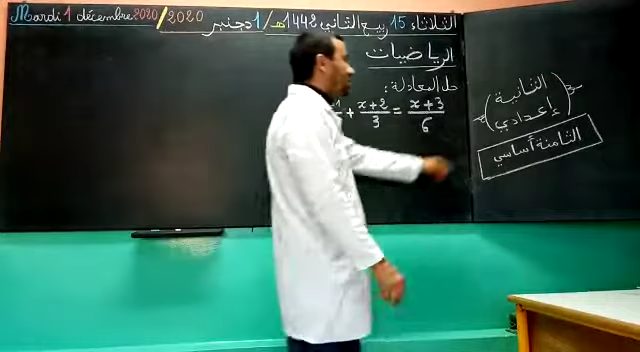 Mardi 1 décembre 2020/2020 دجنبر 1/الثلاثاء 15 ربيع الثاني 1442هـ
الرياضيات
حل المعادلة :
+ x+2/3 = x+3/6
(الثانية
إعدادي)
الثامنة أساسي